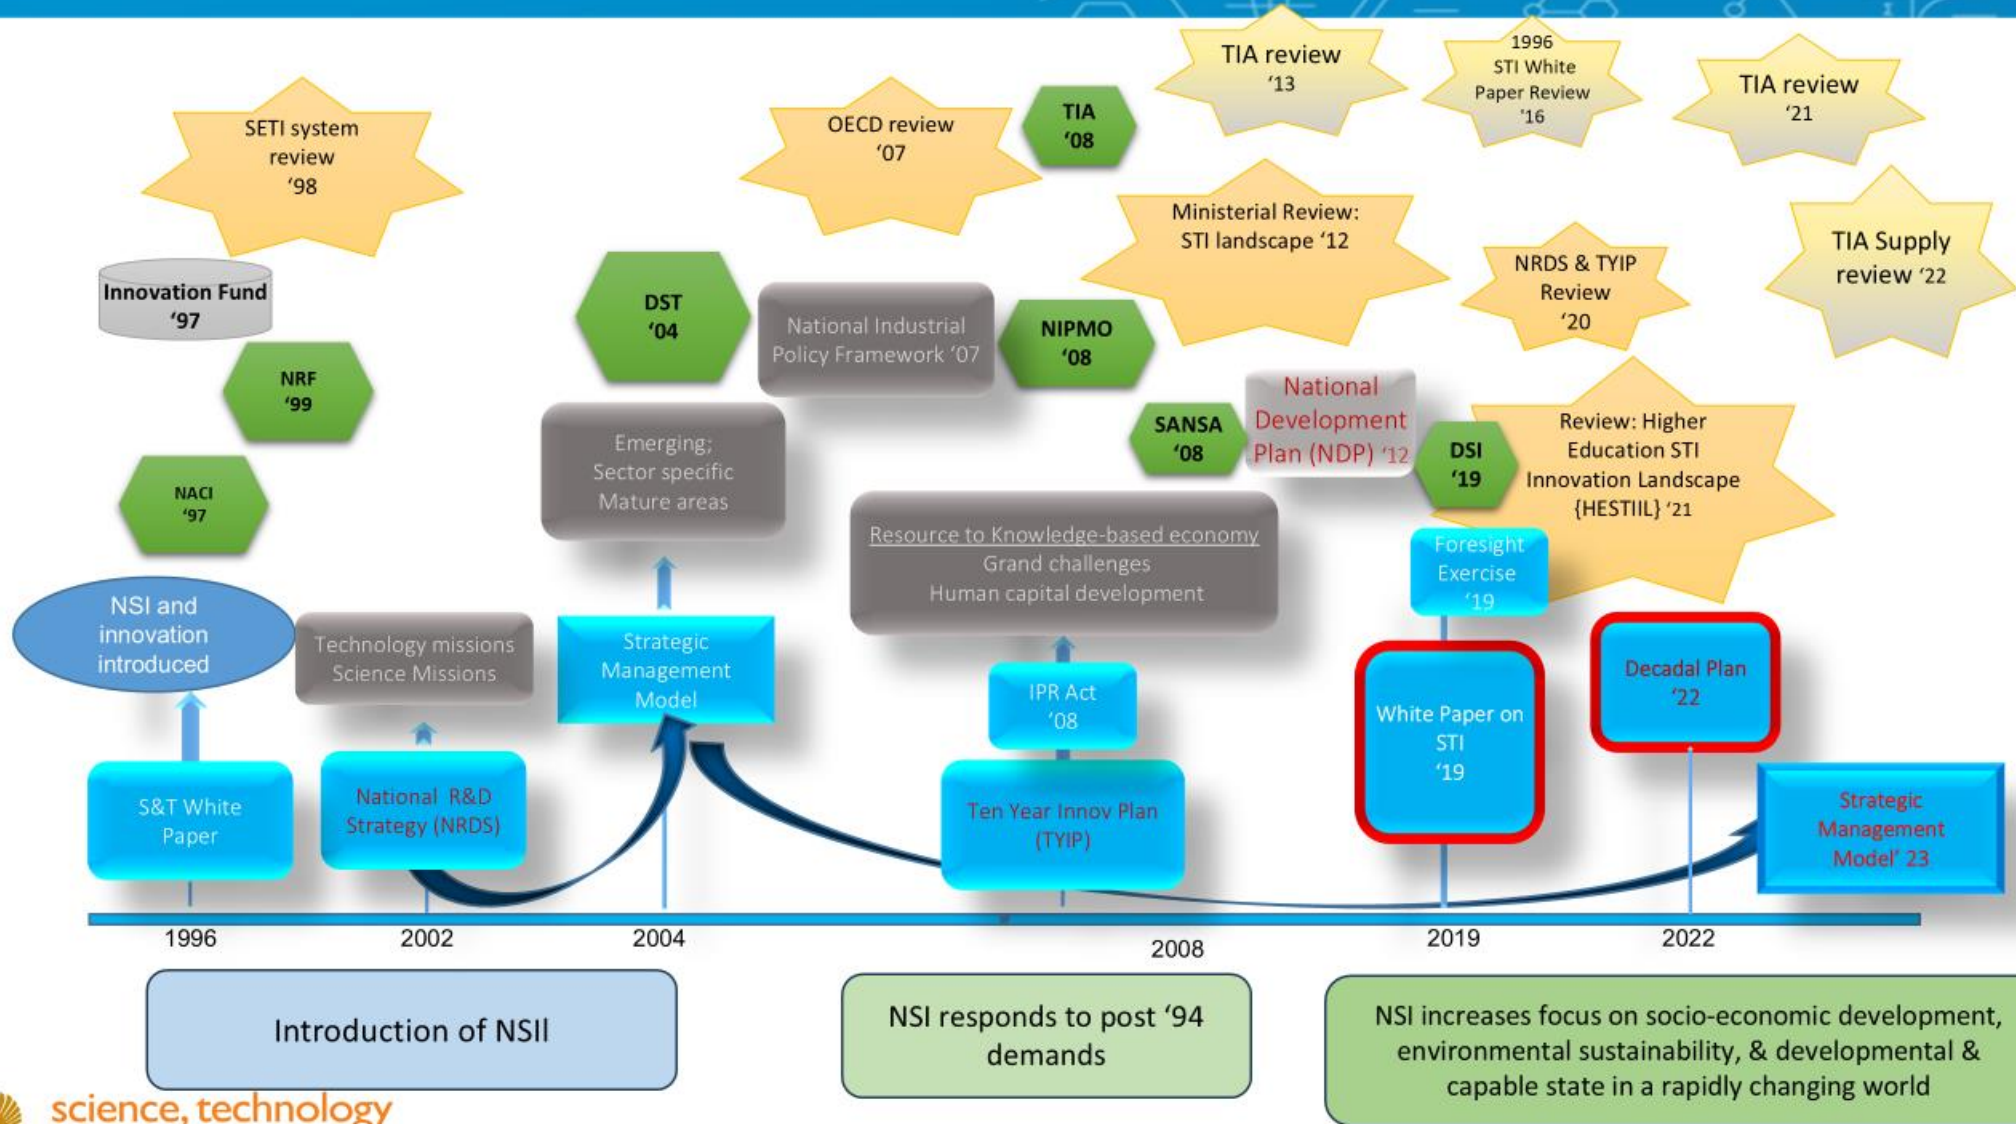 TIA review
‘13
1996
STI White
Paper Review
'16
TIA review
‘21
SETI system
review
‘98
OECD review
‘07
TIA
‘08
Ministerial Review:
STI landscape ‘12
NRDS & TYIP
Review
‘20
TIA Supply
review ‘22
Innovation Fund
‘97
NRF
‘99
NACI
‘97
DST
‘04
National Industrial
Policy Framework ‘07
NIPMO
‘08
SANSA
‘08
National
Development
Plan (NDP) ‘12
DSI
‘19
Review: Higher
Education STI
Innovation Landscape
{HESTIIL} ‘21
Emerging;
Sector specific
Mature areas
Resource to Knowledge-based economy
Grand challenges
Human capital development
Foresight
Exercise
‘19
NSI and
innovation
introduced
Technology missions
Science Missions
Strategic
Management
Model
IPR Act
‘08
White Paper on
STI
‘19
Decadal Plan
‘22
S&T White
Paper
National R&D
Strategy (NRDS)
Ten Year Innov Plan
(TYIP)
Strategic
Management
Model’ 23
1996
2002
2004
2008
2019
2022
Introduction of NSIl
NSI responds to post ‘94
demands
NSI increases focus on socio-economic development,
environmental sustainability, & developmental &
capable state in a rapidly changing world
science, technology